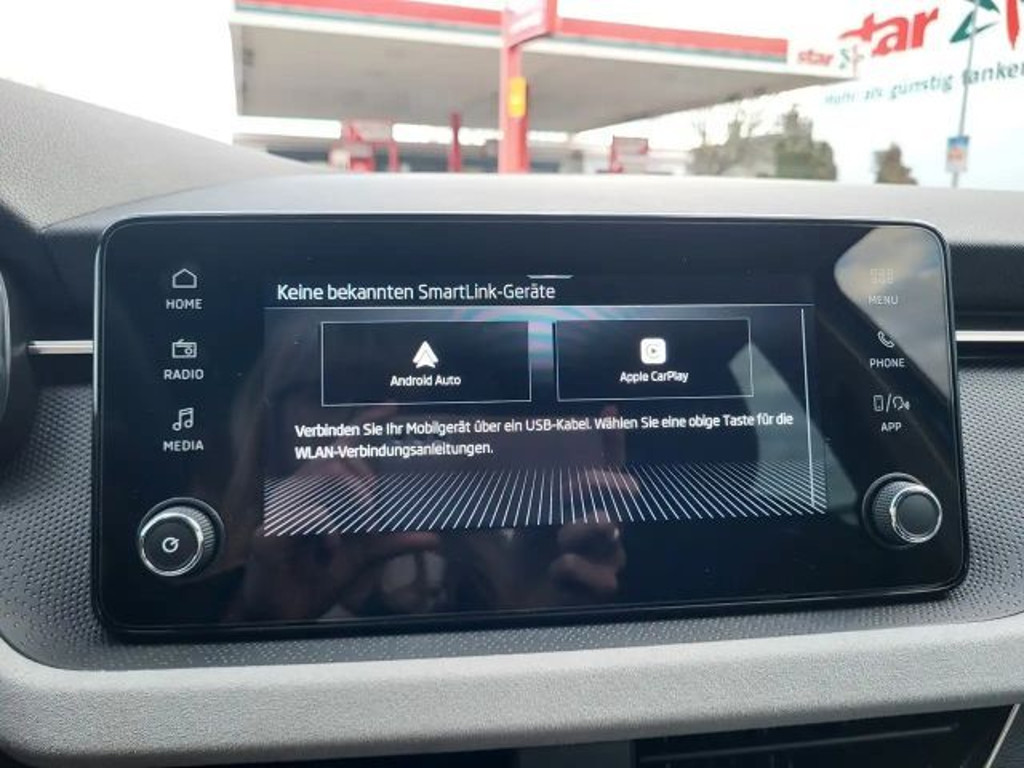 star
star
Mehr als günstig tanken
Keine bekannten SmartLink-Geräte
HOME
MENU
RADIO
PHONE
Android Auto
Apple CarPlay
MEDIA
APP
Verbinden Sie Ihr Mobilgerät über ein USB-Kabel. Wählen Sie eine obige Taste für die
WLAN-Verbindungsanleitungen.